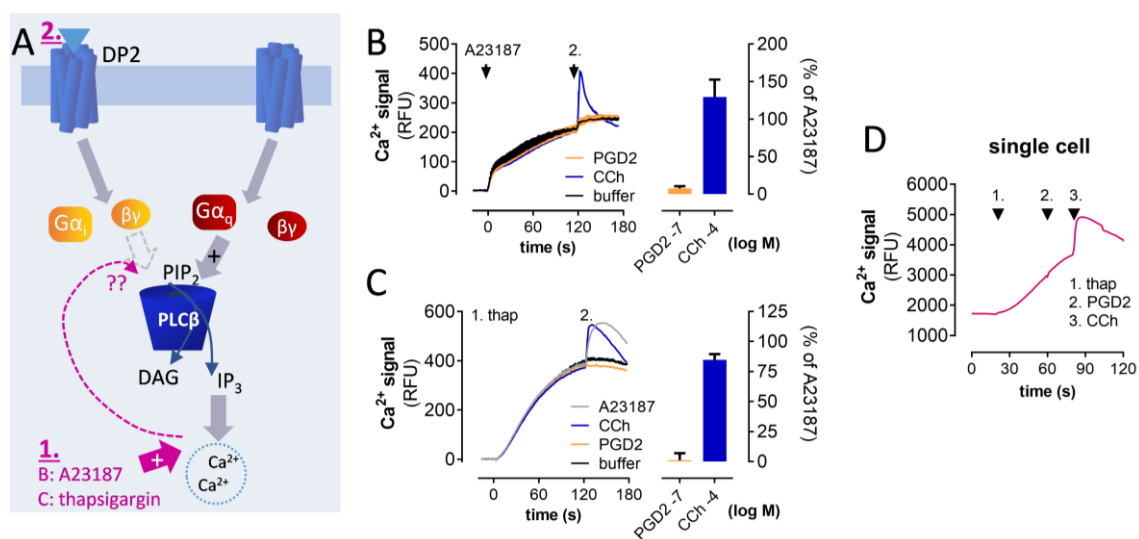 A
2.
DP2
Gαi
βγ
Gαq
βγ
+
??
PIP2
PLCβ
DAG
IP3
1.
+
B: A23187
C: thapsigargin
Ca2+
Ca2+
B
500
400
300
200
100
0
Ca2+ signal
(RFU)
A23187
2.
PGD2
CCh
buffer
0
60
120
180
time (s)
200
150
100
50
0
(% of A23187)
PGD2 -7
CCh -4
(log M)
C
600
400
400
200
0
Ca2+ signal
(RFU)
1. thap
2.
A23187
CCh
PGD2
buffer
0
60
120
180
time (s)
125
100
75
50
25
0
(% of A23187)
PGD2 -7
CCh -4
(log M)
D
single cell
6000
5000
4000
3000
2000
1000
Ca2+ signal
(RFU)
1.
2.
3.
1. thap
2. PGD2
3. CCh
0
30
60
90
120
time (s)